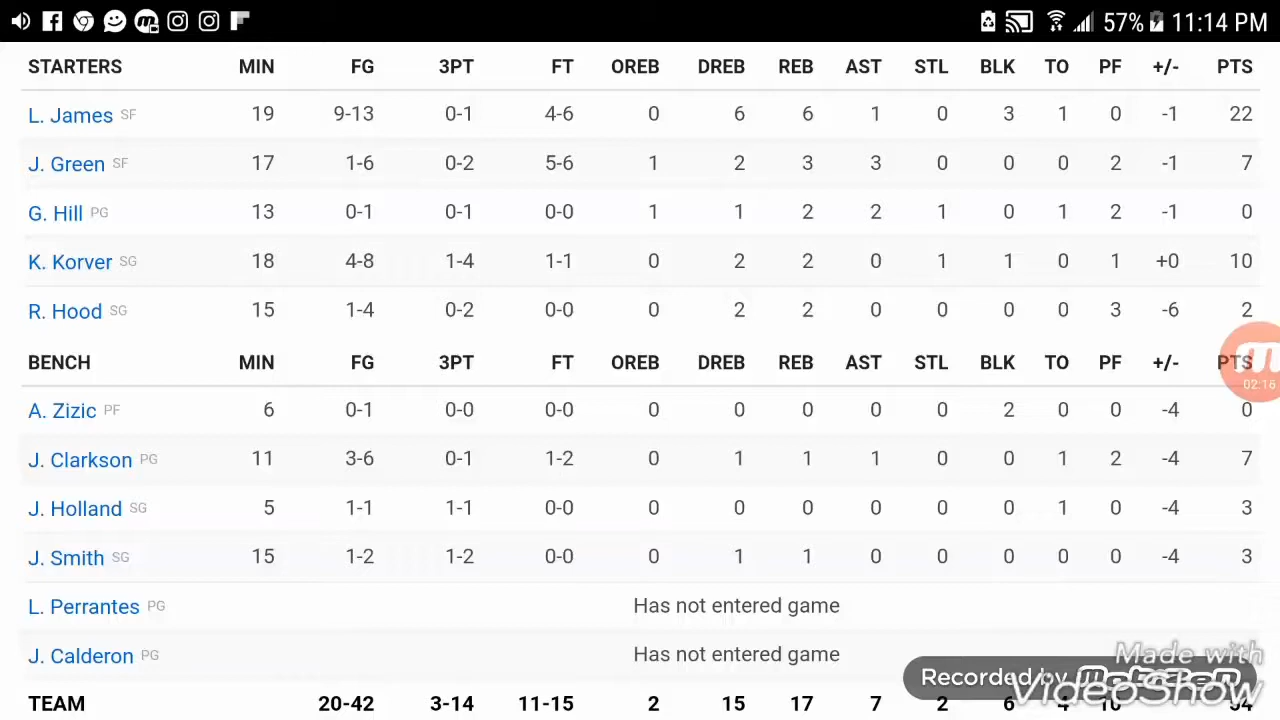 57% 11:14 PM
STARTERS MIN FG 3PT FT OREB DREB REB AST STL BLK TO PF +/- PTS
L. James SF 19 9-13 0-1 4-6 0 6 6 1 0 3 1 0 -1 22
J. Green SF 17 1-6 0-2 5-6 1 2 3 3 0 0 0 2 -1 7
G. Hill PG 13 0-1 0-1 0-0 1 1 2 2 1 0 1 2 -1 0
K. Korver SG 18 4-8 1-4 1-1 0 2 2 0 1 1 0 1 +0 10
R. Hood SG 15 1-4 0-2 0-0 0 2 2 0 0 0 0 3 -6 2
BENCH MIN FG 3PT FT OREB DREB REB AST STL BLK TO PF +/- PTS
02:16
A. Zizic PF 6 0-1 0-0 0-0 0 0 0 0 0 2 0 0 -4 0
J. Clarkson PG 11 3-6 0-1 1-2 0 1 1 1 0 0 1 2 -4 7
J. Holland SG 5 1-1 1-1 0-0 0 0 0 0 0 0 1 0 -4 3
J. Smith SG 15 1-2 1-2 0-0 0 1 1 0 0 0 0 0 -4 3
L. Perrantes PG Has not entered game
J. Calderon PG Has not entered game
Made with
Recorded by
VideoShow
TEAM 20-42 3-14 11-15 2 15 17 7 2 6 4 10